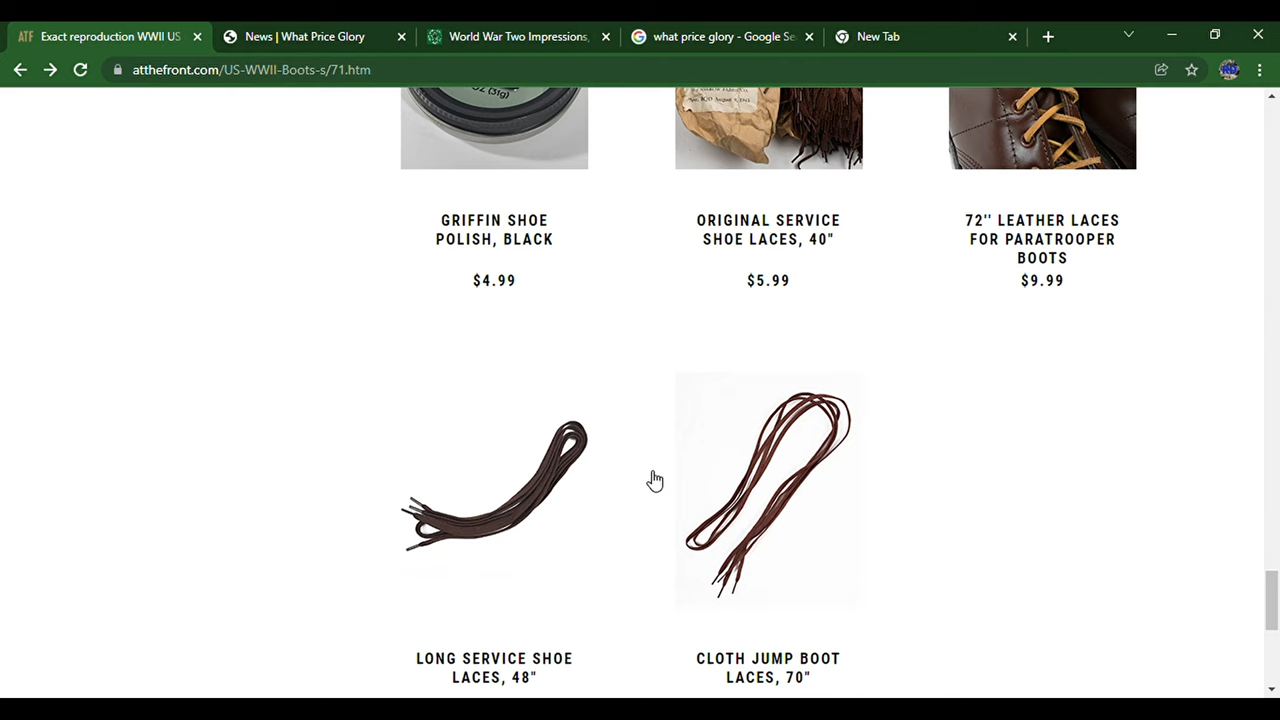 ATF Exact reproduction WWII US
News | What Price Glory
World War Two Impressions,
what price glory - Google Se
New Tab
atthefront.com/US-WWII-Boots-s/71.htm
OZ (31g)
GRIFFIN SHOE
POLISH, BLACK
$4.99
ORIGINAL SERVICE
SHOE LACES, 40"
$5.99
72'' LEATHER LACES
FOR PARATROOPER
BOOTS
$9.99
LONG SERVICE SHOE
LACES, 48"
CLOTH JUMP BOOT
LACES, 70"